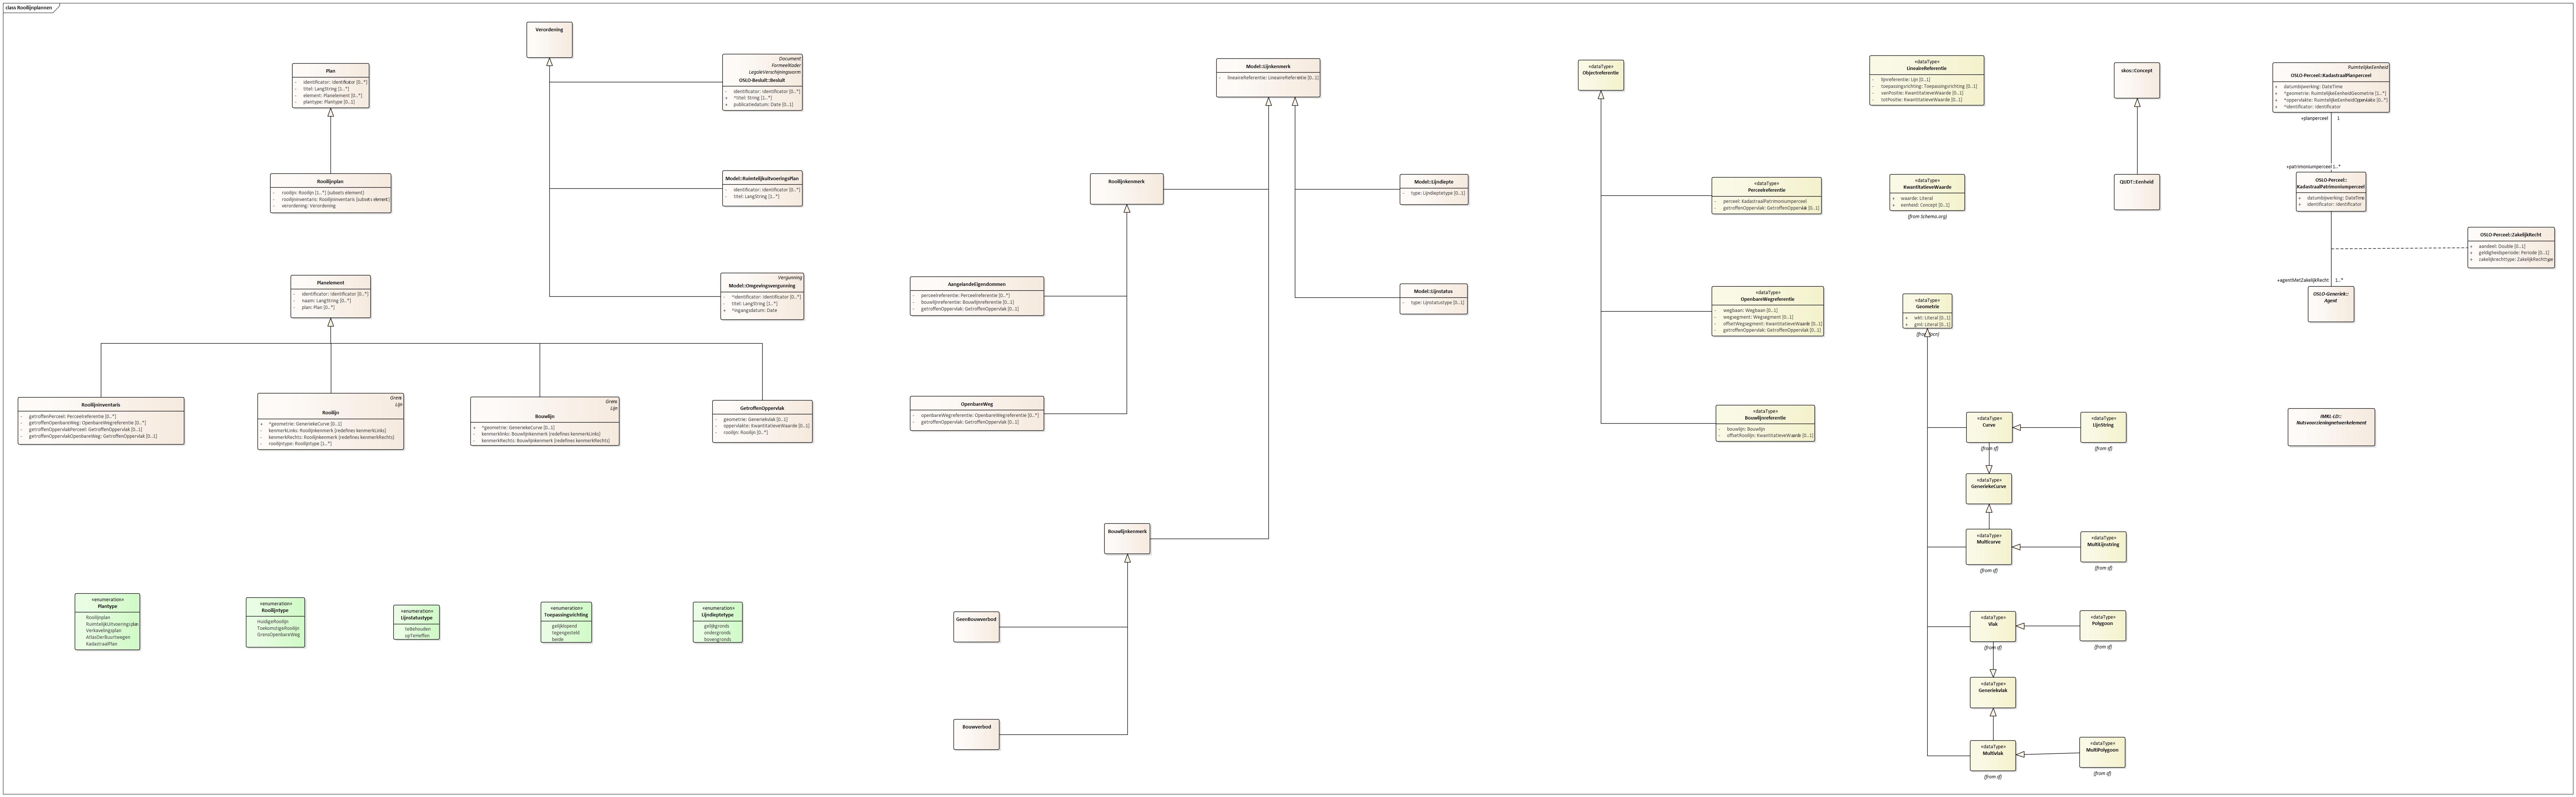 class Rooilijnplannen
Plan
- identificator: Identificator [0..*]
- titel: LangString [1..*]
- element: Planelement [0..*]
- plantype: Plantype [0..1]
Rooilijnplan
- rooilijn: Rooilijn [1..*] {subsets element}
- rooilijninventaris: Rooilijninventaris {subsets element}
- verordening: Verordening
Planelement
- identificator: Identificator [0..*]
- naam: LangString [0..*]
- plan: Plan [0..*]
Rooilijninventaris
- getroffenPerceel: Perceelreferentie [0..*]
- getroffenOpenbareWeg: OpenbareWegreferentie [0..*]
- getroffenOppervlakPerceel: GetroffenOppervlak [0..1]
- getroffenOppervlakOpenbareWeg: GetroffenOppervlak [0..1]
Grens
Lijn
Rooilijn
+ *geometrie: GeneriekeCurve [0..1]
- kenmerkLinks: Rooilijnkenmerk {redefines kenmerkLinks}
- kenmerkRechts: Rooilijnkenmerk {redefines kenmerkRechts}
- rooilijntype: Rooilijntype [1..*]
Grens
Lijn
Bouwlijn
+ *geometrie: GeneriekeCurve [0..1]
- kenmerklinks: Bouwlijnkenmerk {redefines kenmerkLinks}
- kenmerkRechts: Bouwlijnkenmerk {redefines kenmerkRechts}
GetroffenOppervlak
- geometrie: Generiekvlak [0..1]
- oppervlakte: KwantitatieveWaarde [0..1]
- rooilijn: Rooilijn [0..*]
«enumeration»
Plantype
Rooilijnplan
RuimtelijkUitvoeringsplan
Verkavelingsplan
AtlasDerBuurtwegen
KadastraalPlan
«enumeration»
Rooilijntype
HuidigeRooilijn
ToekomstigeRooilijn
GrensOpenbareWeg
«enumeration»
Lijnstatustype
teBehouden
opTeHeffen
«enumeration»
Toepassingsrichting
gelijklopend
tegengesteld
beide
«enumeration»
Lijndieptetype
gelijkgronds
ondergronds
bovengronds
Verordening
Document
FormeelKader
LegaleVerschijningsvorm
OSLO-Besluit::Besluit
- identificator: Identificator [0..*]
+ *titel: String [1..*]
+ publicatiedatum: Date [0..1]
Model::RuimtelijkuitvoeringsPlan
- identificator: Identificator [0..*]
- titel: LangString [1..*]
Vergunning
Model::Omgevingsvergunning
- *identificator: Identificator [0..*]
- titel: LangString [1..*]
+ *ingangsdatum: Date
Model::Lijnkenmerk
- lineaireReferentie: LineaireReferentie [0..1]
Rooilijnkenmerk
Model::Lijndiepte
- type: Lijndieptetype [0..1]
AangelandeEigendommen
- perceelreferentie: PerceelReferentie [0..*]
- bouwlijnreferentie: Bouwlijnreferentie [0..1]
- getroffenOppervlak: GetroffenOppervlak [0..1]
Model::Lijnstatus
- type: Lijnstatustype [0..1]
OpenbareWeg
- openbareWegreferentie: OpenbareWegreferentie [0..*]
- getroffenOppervlak: GetroffenOppervlak [0..1]
Bouwlijnkenmerk
GeenBouwverbod
Bouwverbod
«dataType»
Objectreferentie
«dataType»
Perceelreferentie
- perceel: KadastraalPatrimoniumperceel
- getroffenOppervlak: GetroffenOppervlak [0..1]
«dataType»
OpenbareWegreferentie
- wegbaan: Wegbaan [0..1]
- wegsegment: Wegsegment [0..1]
- offsetWegsegment: KwantitatieveWaarde [0..1]
- getroffenOppervlak: GetroffenOppervlak [0..1]
«dataType»
Bouwlijnreferentie
- bouwlijn: Bouwlijn
- offsetRooilijn: KwantitatieveWaarde [0..1]
«dataType»
LineaireReferentie
- lijnreferentie: Lijn [0..1]
- toepassingsrichting: Toepassingsrichting [0..1]
- vanPositie: KwantitatieveWaarde [0..1]
- totPositie: KwantitatieveWaarde [0..1]
«dataType»
KwantitatieveWaarde
+ waarde: Literal
+ eenheid: Concept [0..1]
(from Schema.org)
«dataType»
Geometrie
+ wkt: Literal [0..1]
+ gml: Literal [0..1]
«dataType»
Curve
(from sf)
«dataType»
LijnString
(from sf)
«dataType»
GeneriekeCurve
«dataType»
Multicurve
(from sf)
«dataType»
MultiLijnstring
(from sf)
«dataType»
Vlak
(from sf)
«dataType»
Polygoon
(from sf)
«dataType»
Generiekvlak
«dataType»
Multivlak
(from sf)
«dataType»
MultiPolygoon
(from sf)
skos::Concept
QUDT::Eenheid
RuimtelijkeEenheid
OSLO-Perceel::KadastraalPlanperceel
+ datumbijwerking: DateTime
+ *geometrie: RuimtelijkeEenheidGeometrie [1..*]
+ *oppervlakte: RuimtelijkeEenheidOppervlakte [0..*]
+ *identificator: Identificator
+planperceel 1
+patrimoniumperceel 1..*
OSLO-Perceel::
KadastraalPatrimoniumperceel
+ datumbijwerking: DateTime
+ identificator: Identificator
OSLO-Perceel::ZakelijkRecht
+ aandeel: Double [0..1]
+ geldigheidsperiode: Periode [0..1]
+ zakelijkrechttype: ZakelijkRechttype
+agentMetZakelijkRecht 1..*
OSLO-Generiek::
Agent
IMKL-LD::
Nutsvoorzieningnetwerkelement